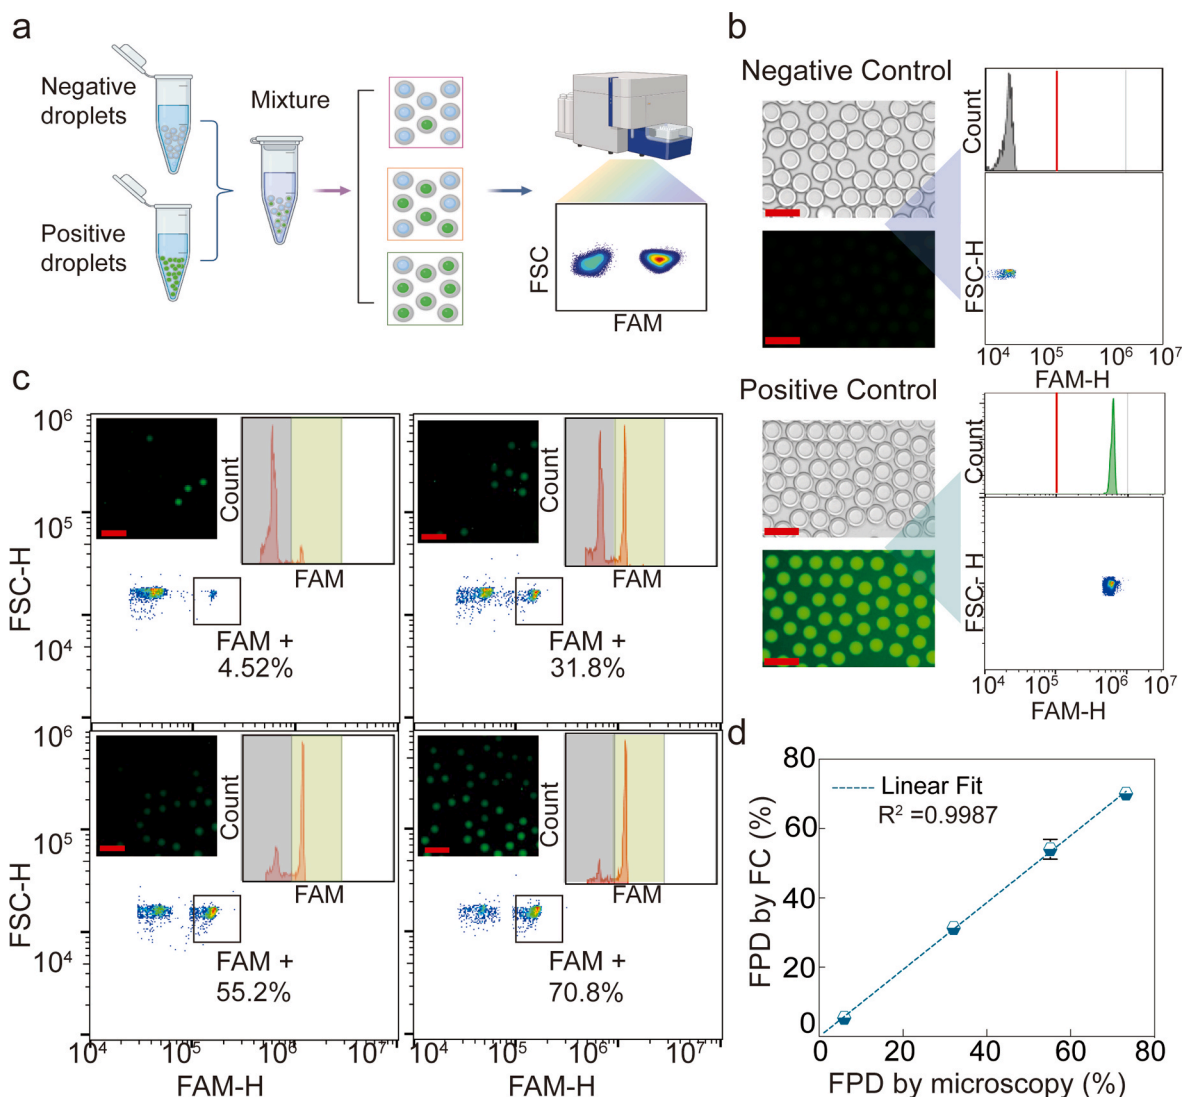 a
Negative
droplets
Positive
droplets
Mixture
FSC
FAM
b
Negative Control
Count
FSC-H
10⁴ 10⁵ 10⁶ 10⁷
FAM-H
Positive Control
Count
FSC- H
10⁴ 10⁵ 10⁶ 10⁷
FAM-H
c
10⁶
10⁵
10⁴
FSC-H
Count
FAM
FAM +
4.52%
Count
FAM
FAM +
31.8%
10⁶
10⁵
10⁴
FSC-H
Count
FAM
FAM +
55.2%
Count
FAM
FAM +
70.8%
10⁴ 10⁵ 10⁶ 10⁷
FAM-H
10⁴ 10⁵ 10⁶ 10⁷
FAM-H
d
80
60
40
20
0
FPD by FC (%)
Linear Fit
R² =0.9987
0 20 40 60 80
FPD by microscopy (%)